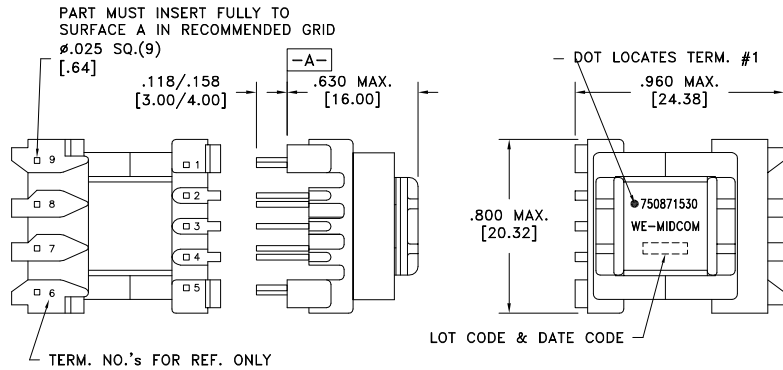 PART MUST INSERT FULLY TO
SURFACE A IN RECOMMENDED GRID
ø.025 SQ.(9)
[.64]
-A-
.118/.158
[3.00/4.00]
.630 MAX.
[16.00]
DOT LOCATES TERM. #1
.960 MAX.
[24.38]
9
1
8
2
3
7
4
6
5
.800 MAX.
[20.32]
750871530
WE-MIDCOM
LOT CODE & DATE CODE
TERM. NO.'s FOR REF. ONLY